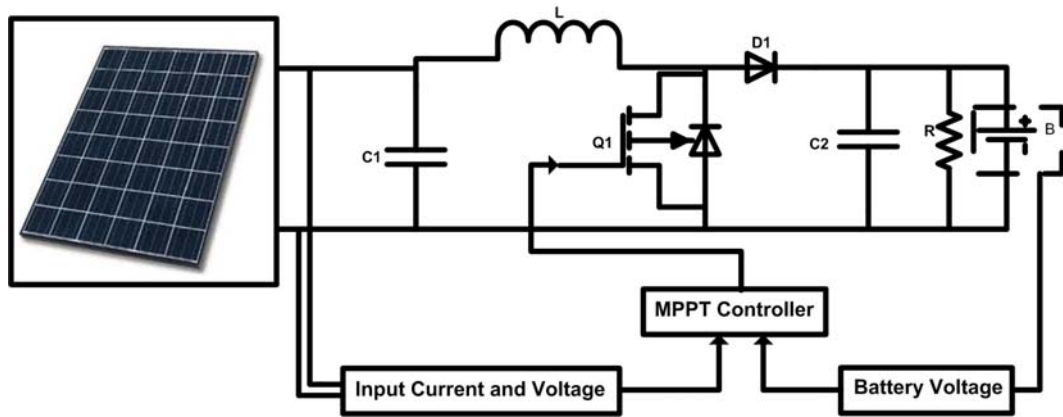 L
D1
C1
Q1
C2
R
+
B
MPPT Controller
Input Current and Voltage
Battery Voltage